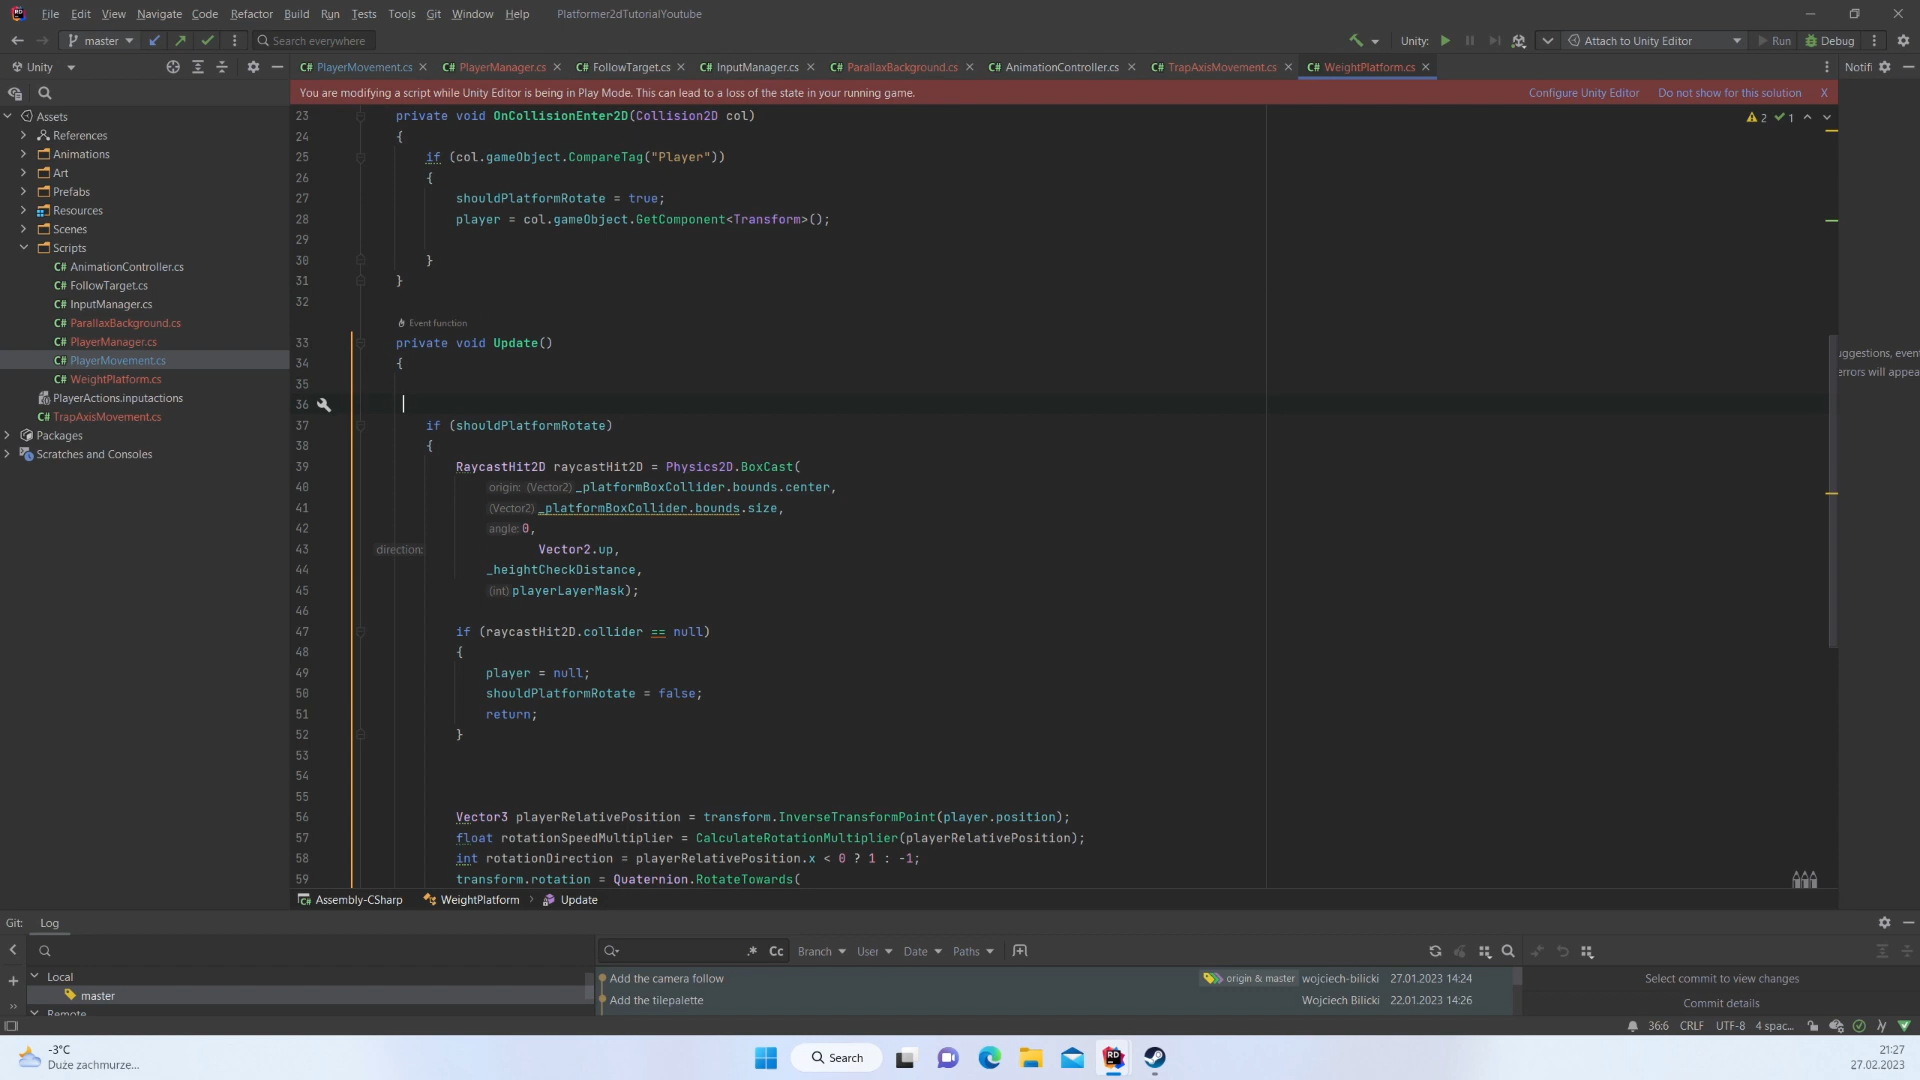 File Edit View Navigate Code Refactor Build Run Tests Tools Git Window Help Platformer2dTutorialYoutube
master Search everywhere Unity: Attach to Unity Editor Run Debug
Unity PlayerMovement.cs PlayerManager.cs FollowTarget.cs InputManager.cs ParallaxBackground.cs AnimationController.cs TrapAxisMovement.cs WeightPlatform.cs Notifi
You are modifying a script while Unity Editor is being in Play Mode. This can lead to a loss of the state in your running game. Configure Unity Editor Do not show for this solution X
Assets
References
Animations
Art
Prefabs
Resources
Scenes
Scripts
C# AnimationController.cs
C# FollowTarget.cs
C# InputManager.cs
C# ParallaxBackground.cs
C# PlayerManager.cs
C# PlayerMovement.cs
C# WeightPlatform.cs
PlayerActions.inputactions
C# TrapAxisMovement.cs
Packages
Scratches and Consoles
23 private void OnCollisionEnter2D(Collision2D col)
24 {
25 if (col.gameObject.CompareTag("Player"))
26 {
27 shouldPlatformRotate = true;
28 player = col.gameObject.GetComponent<Transform>();
29
30 }
31 }
32
Event function
33 private void Update()
34 {
35
36
37 if (shouldPlatformRotate)
38 {
39 RaycastHit2D raycastHit2D = Physics2D.BoxCast(
40 origin: (Vector2)_platformBoxCollider.bounds.center,
41 (Vector2)_platformBoxCollider.bounds.size,
42 angle: 0,
43 direction: Vector2.up,
44 _heightCheckDistance,
45 (int)playerLayerMask);
46
47 if (raycastHit2D.collider == null)
48 {
49 player = null;
50 shouldPlatformRotate = false;
51 return;
52 }
53
54
55
56 Vector3 playerRelativePosition = transform.InverseTransformPoint(player.position);
57 float rotationSpeedMultiplier = CalculateRotationMultiplier(playerRelativePosition);
58 int rotationDirection = playerRelativePosition.x < 0 ? 1 : -1;
59 transform.rotation = Quaternion.RotateTowards(
2 1
uggestions, even
errors will appea
Assembly-CSharp WeightPlatform Update
Git: Log
.* Cc Branch User Date Paths
Local
master
Remote
Add the camera follow origin & master wojciech-bilicki 27.01.2023 14:24
Add the tilepalette Wojciech Bilicki 22.01.2023 14:26
Select commit to view changes
Commit details
36:6 CRLF UTF-8 4 spac...
-3°C
Duże zachmurze...
Search
21:27
27.02.2023